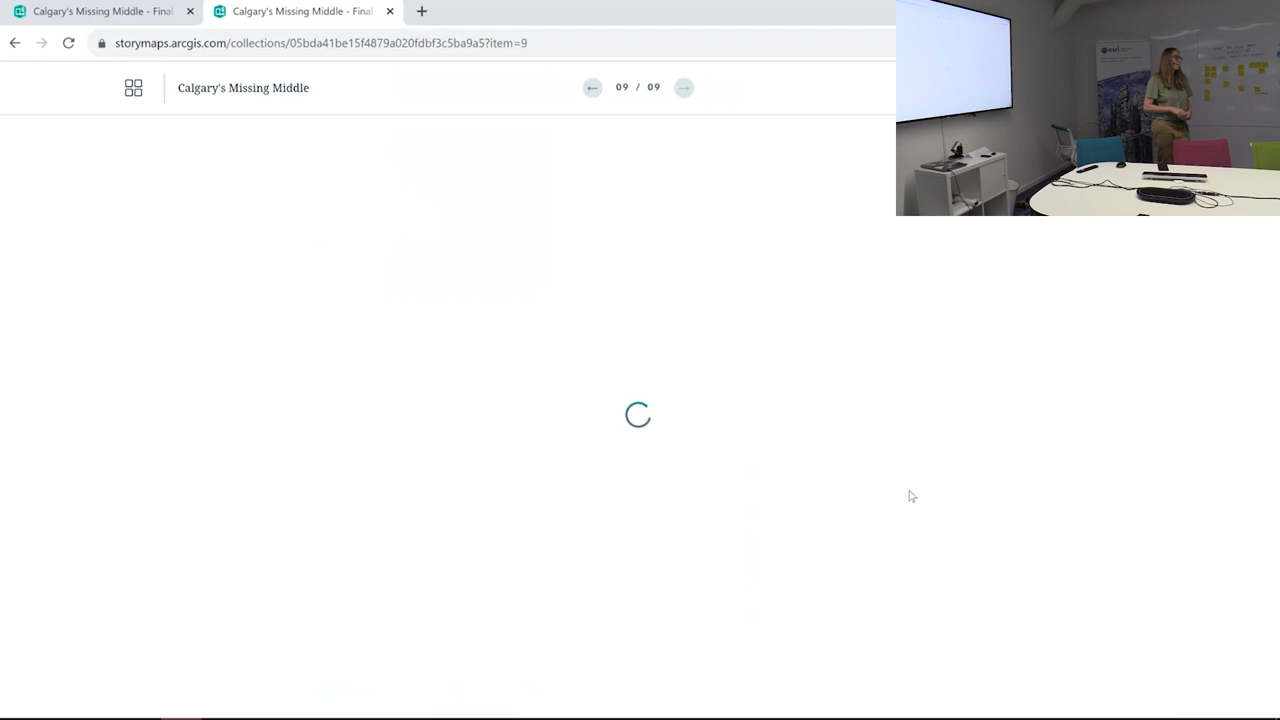 Calgary's Missing Middle - Final
Calgary's Missing Middle - Final
storymaps.arcgis.com/collections/05bda41be15f4879a020fdbf3c5ba9a5?item=9
Calgary's Missing Middle
09 / 09
esri